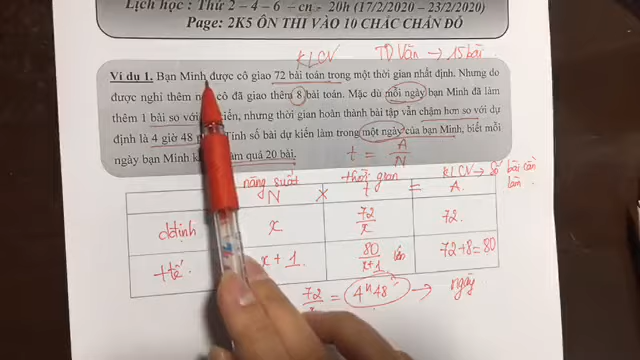 Lịch học : Thứ 2 – 4 – 6 – cn - 20h (17/2/2020 – 23/2/2020)
Page: 2K5 ÔN THI VÀO 10 CHẮC CHẮN ĐỖ
KLCV TD Văn → 15 bài
Ví dụ 1. Bạn Minh được cô giao 72 bài toán trong một thời gian nhất định. Nhưng do
được nghỉ thêm cô đã giao thêm 8 bài toán. Mặc dù mỗi ngày bạn Minh đã làm
thêm 1 bài so với kiến, nhưng thời gian hoàn thành bài tập vẫn chậm hơn so với dự
định là 4 giờ 48 Tính số bài dự kiến làm trong một ngày của bạn Minh, biết mỗi
ngày bạn Minh làm quá 20 bài.
t = A/N
năng suất thời gian KLCV → Số bài cần làm
N × t = A.
dđịnh x 72/x 72.
ttế x + 1 80/x+1 72+8=80
72/ = 4h48' → ngày